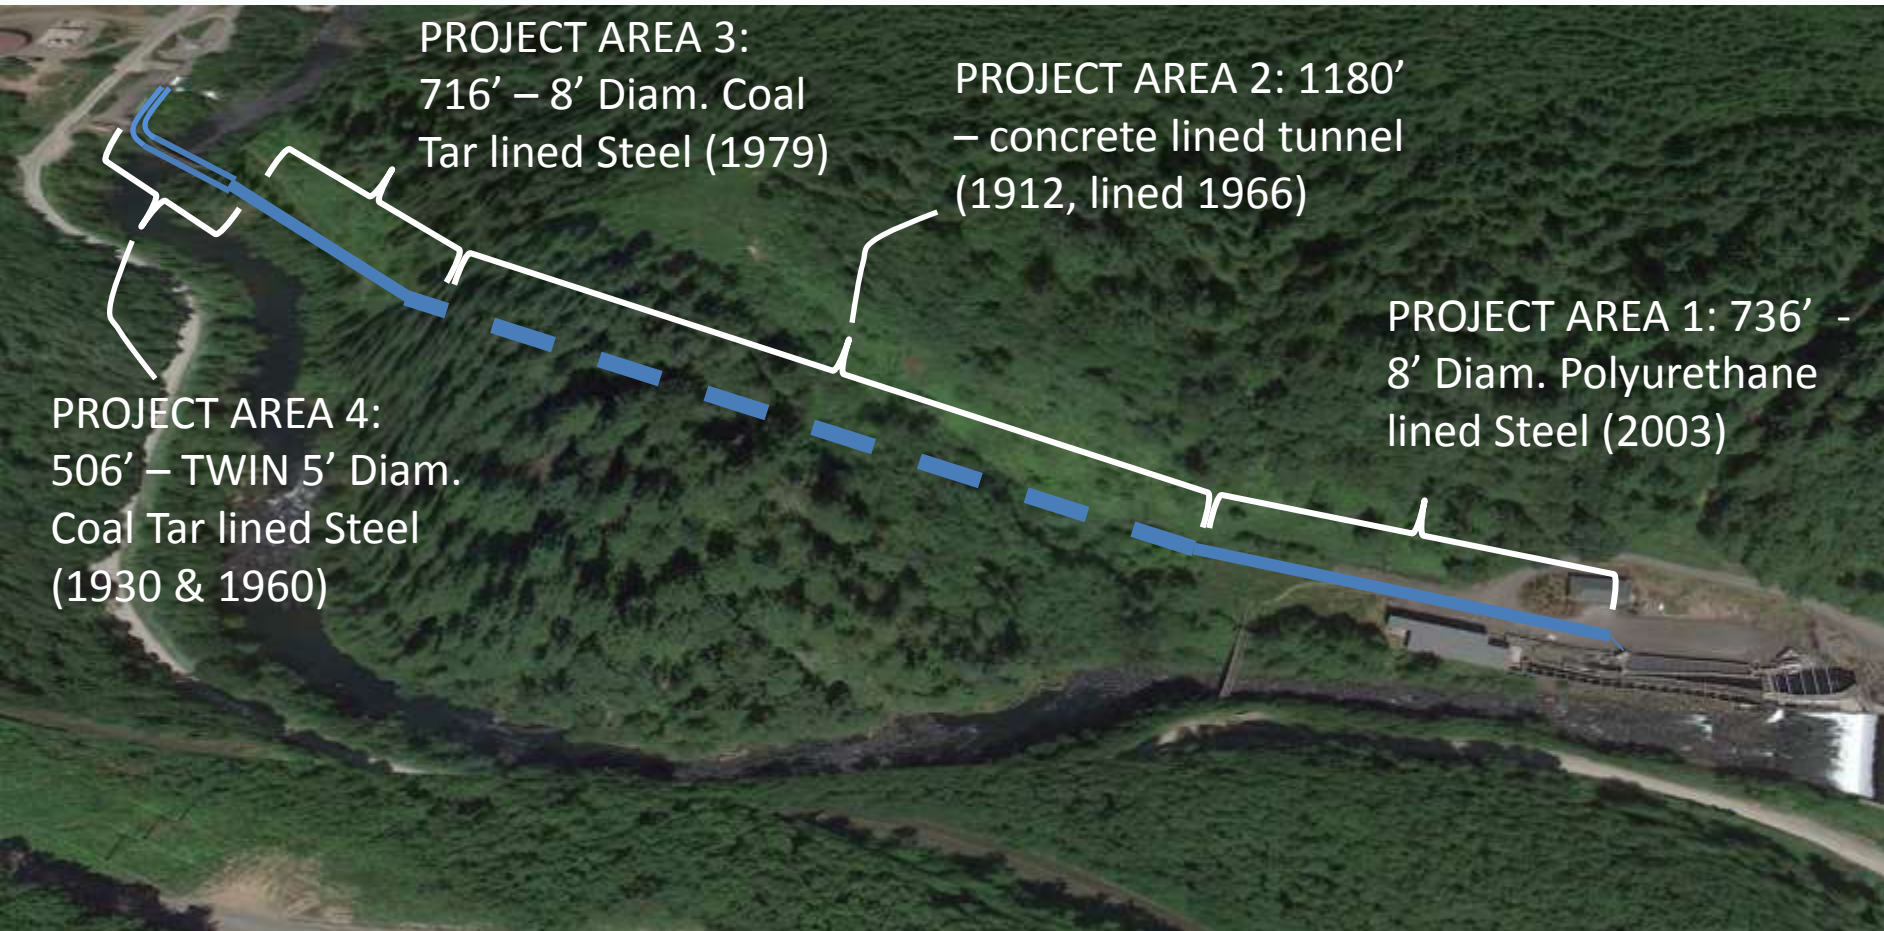 PROJECT AREA 3:
716’ – 8’ Diam. Coal
Tar lined Steel (1979)
PROJECT AREA 2: 1180’
– concrete lined tunnel
(1912, lined 1966)
PROJECT AREA 1: 736’ -
8’ Diam. Polyurethane
lined Steel (2003)
PROJECT AREA 4:
506’ – TWIN 5’ Diam.
Coal Tar lined Steel
(1930 & 1960)